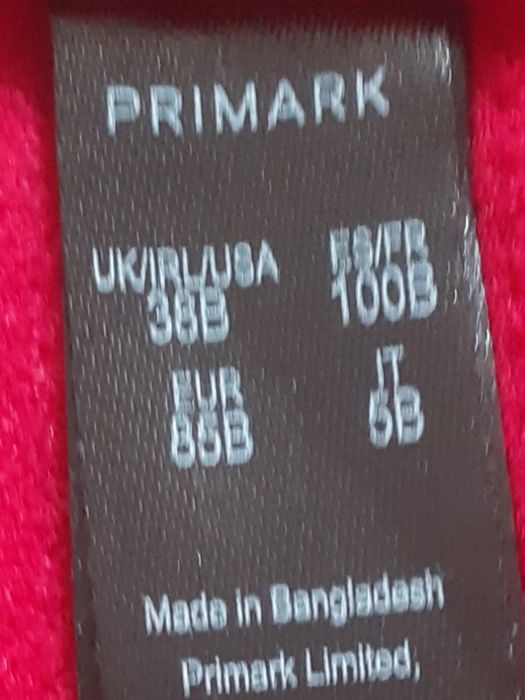 PRIMARK
UK/IRL/USA ES/FR
38B 100B
EUR IT
85B 5B
Made in Bangladesh
Primark Limited,